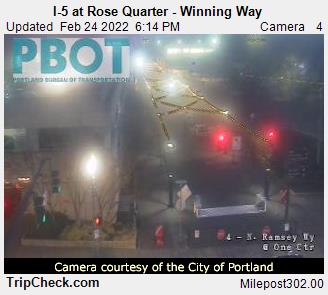 I-5 at Rose Quarter - Winning Way
Updated Feb 24 2022 6:14 PM Camera 4
PBOT
PORTLAND BUREAU OF TRANSPORTATION
4 - N. Ramsey Wy
@ One Ctr
Camera courtesy of the City of Portland
TripCheck.com Milepost302.00